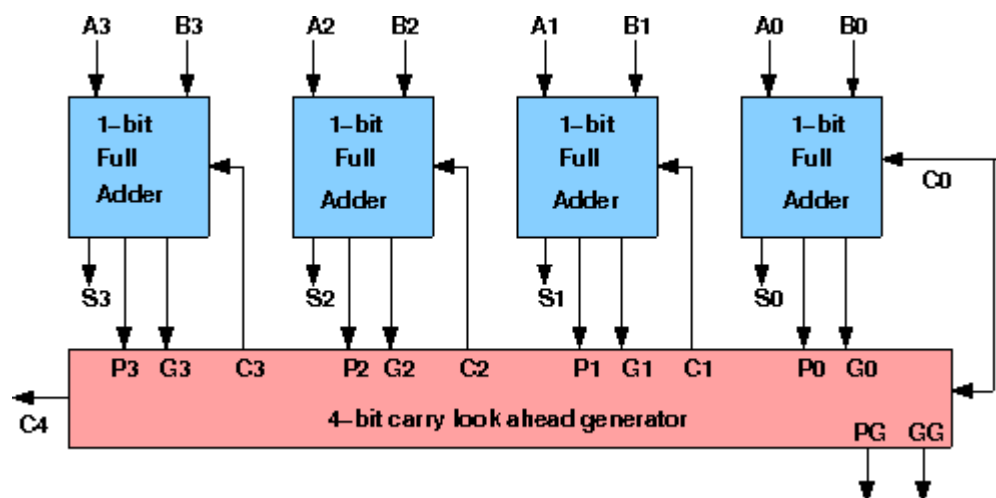 A3 B3 A2 B2 A1 B1 A0 B0
1-bit Full Adder
1-bit Full Adder
1-bit Full Adder
1-bit Full Adder
C0
S3 S2 S1 S0
P3 G3 C3 P2 G2 C2 P1 G1 C1 P0 G0
C4
4-bit carry look ahead generator
PG GG